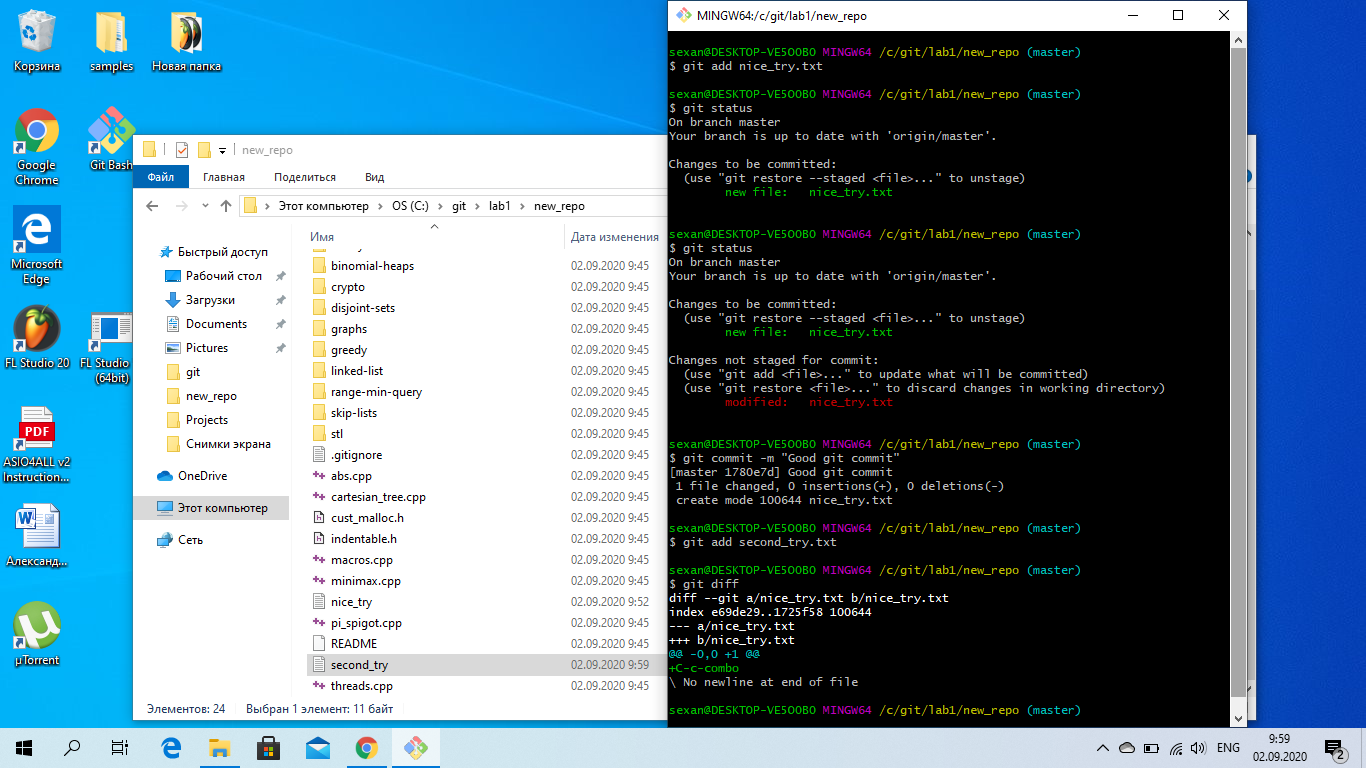 Корзина
samples
Новая папка
Google
Chrome
Git Bash
Microsoft
Edge
FL Studio 20
FL Studio
(64bit)
PDF
ASIO4ALL v2
Instruction...
Александ...
µTorrent
new_repo
Файл
Главная
Поделиться
Вид
Этот компьютер
OS (C:)
git
lab1
new_repo
Имя
Дата изменения
Быстрый доступ
Рабочий стол
Загрузки
Documents
Pictures
git
new_repo
Projects
Снимки экрана
OneDrive
Этот компьютер
Сеть
binomial-heaps 02.09.2020 9:45
crypto 02.09.2020 9:45
disjoint-sets 02.09.2020 9:45
graphs 02.09.2020 9:45
greedy 02.09.2020 9:45
linked-list 02.09.2020 9:45
range-min-query 02.09.2020 9:45
skip-lists 02.09.2020 9:45
stl 02.09.2020 9:45
.gitignore 02.09.2020 9:45
abs.cpp 02.09.2020 9:45
cartesian_tree.cpp 02.09.2020 9:45
cust_malloc.h 02.09.2020 9:45
indentable.h 02.09.2020 9:45
macros.cpp 02.09.2020 9:45
minimax.cpp 02.09.2020 9:45
nice_try 02.09.2020 9:52
pi_spigot.cpp 02.09.2020 9:45
README 02.09.2020 9:45
second_try 02.09.2020 9:59
threads.cpp 02.09.2020 9:45
Элементов: 24 Выбран 1 элемент: 11 байт
MINGW64:/c/git/lab1/new_repo
sexan@DESKTOP-VE5OOBO MINGW64 /c/git/lab1/new_repo (master)
$ git add nice_try.txt
sexan@DESKTOP-VE5OOBO MINGW64 /c/git/lab1/new_repo (master)
$ git status
On branch master
Your branch is up to date with 'origin/master'.
Changes to be committed:
(use "git restore --staged <file>..." to unstage)
new file: nice_try.txt
sexan@DESKTOP-VE5OOBO MINGW64 /c/git/lab1/new_repo (master)
$ git status
On branch master
Your branch is up to date with 'origin/master'.
Changes to be committed:
(use "git restore --staged <file>..." to unstage)
new file: nice_try.txt
Changes not staged for commit:
(use "git add <file>..." to update what will be committed)
(use "git restore <file>..." to discard changes in working directory)
modified: nice_try.txt
sexan@DESKTOP-VE5OOBO MINGW64 /c/git/lab1/new_repo (master)
$ git commit -m "Good git commit"
[master 1780e7d] Good git commit
1 file changed, 0 insertions(+), 0 deletions(-)
create mode 100644 nice_try.txt
sexan@DESKTOP-VE5OOBO MINGW64 /c/git/lab1/new_repo (master)
$ git add second_try.txt
sexan@DESKTOP-VE5OOBO MINGW64 /c/git/lab1/new_repo (master)
$ git diff
diff --git a/nice_try.txt b/nice_try.txt
index e69de29..1725f58 100644
--- a/nice_try.txt
+++ b/nice_try.txt
@@ -0,0 +1 @@
+C-c-combo
\ No newline at end of file
sexan@DESKTOP-VE5OOBO MINGW64 /c/git/lab1/new_repo (master)
ENG
9:59
02.09.2020
2